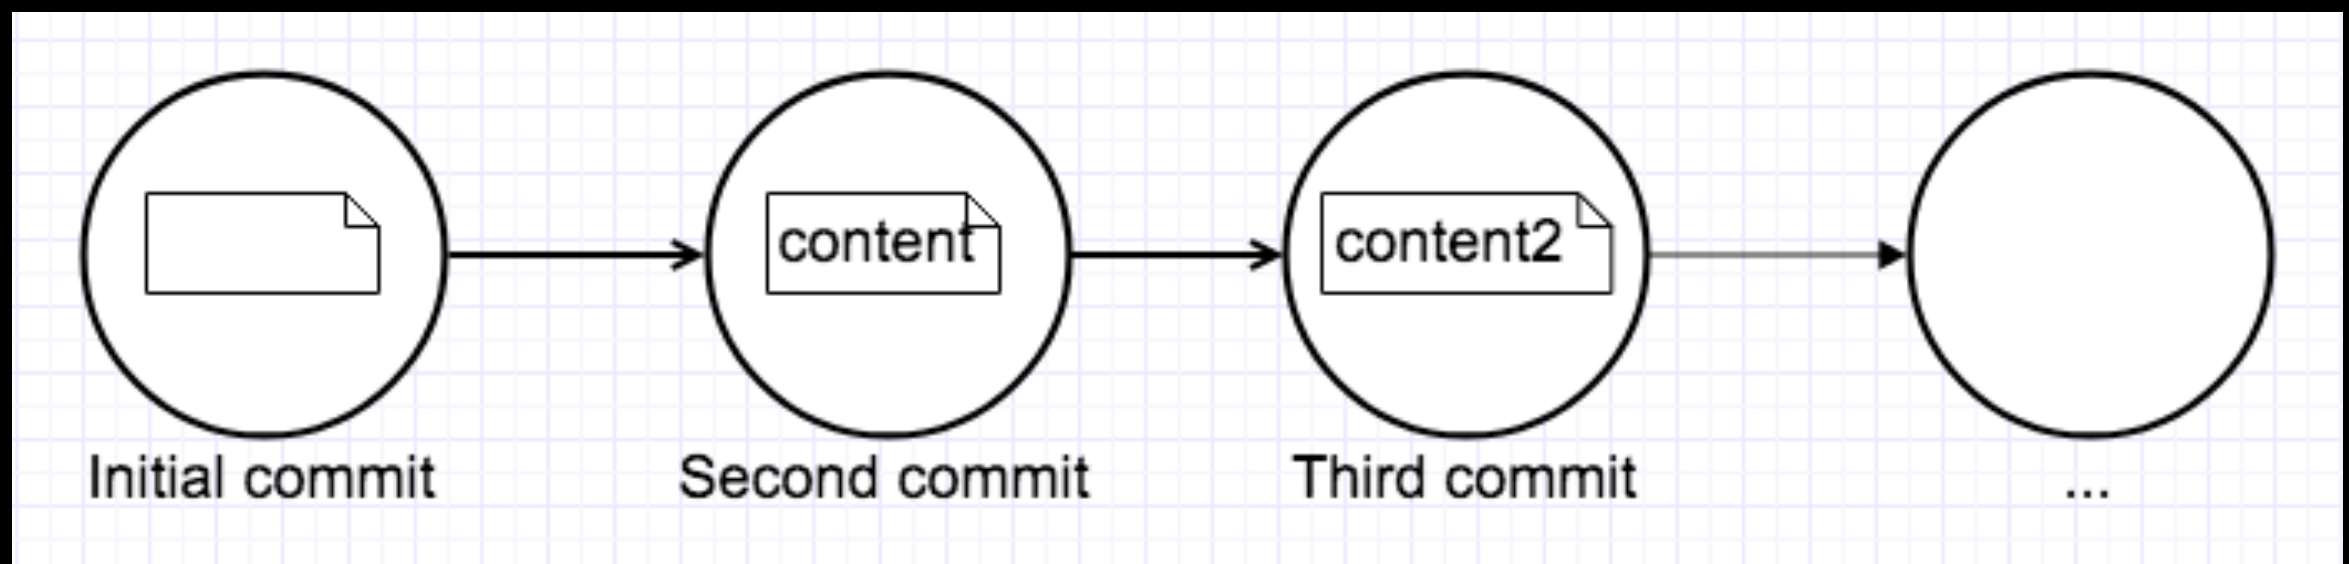 content
content2
Initial commit
Second commit
Third commit
...